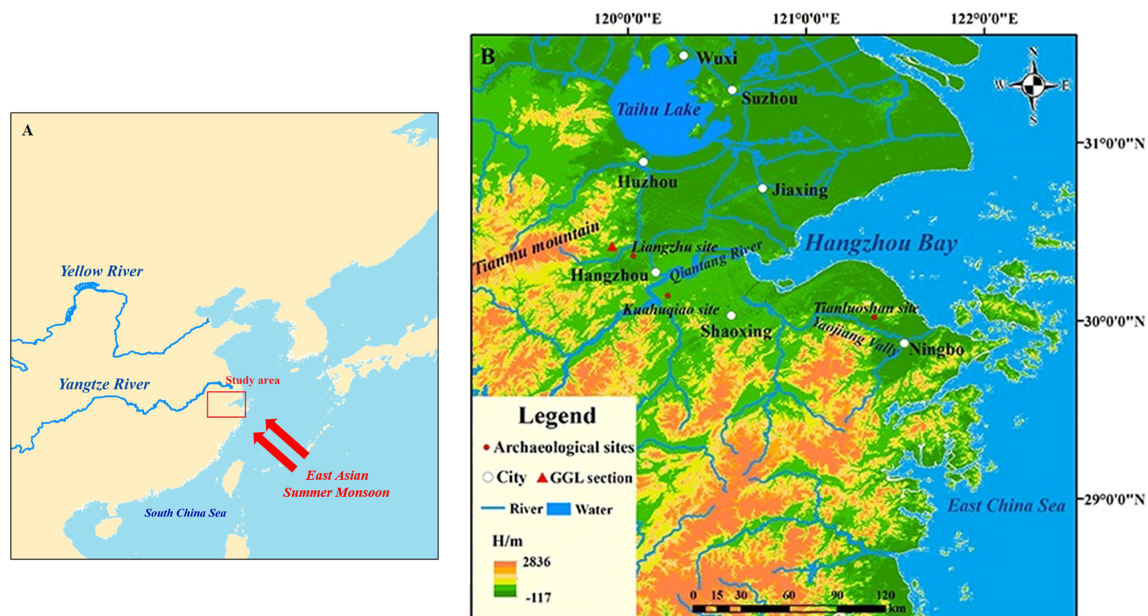 A
Yellow River
Yangtze River
Study area
East Asian
Summer Monsoon
South China Sea
120°0'0"E
121°0'0"E
122°0'0"E
B
Wuxi
Suzhou
Taihu Lake
N
W
E
S
31°0'0"N
Huzhou
Jiaxing
Tianmu mountain
Liangzhu site
Hangzhou
Qiantang River
Hangzhou Bay
Kuahuqiao site
Shaoxing
Tianluoshan site
Yaojiang Vally
Ningbo
30°0'0"N
29°0'0"N
East China Sea
Legend
Archaeological sites
City
GGL section
River
Water
H/m
2836
-117
0 15 30 60 90 120
km